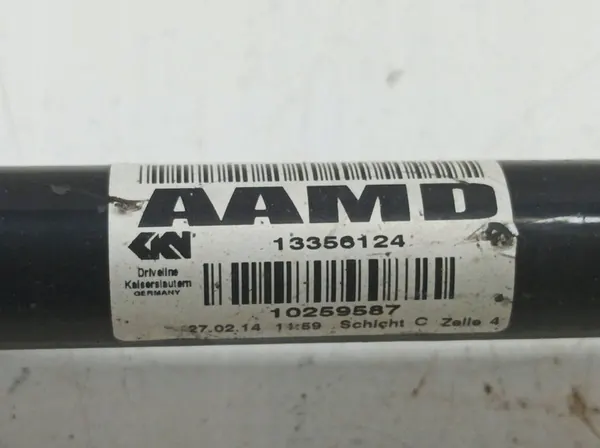 AAMD
13356124
GKN
Driveline
Kaiserslautern
GERMANY
10259587
27.02.14 11:59 Schicht C Zelle 4